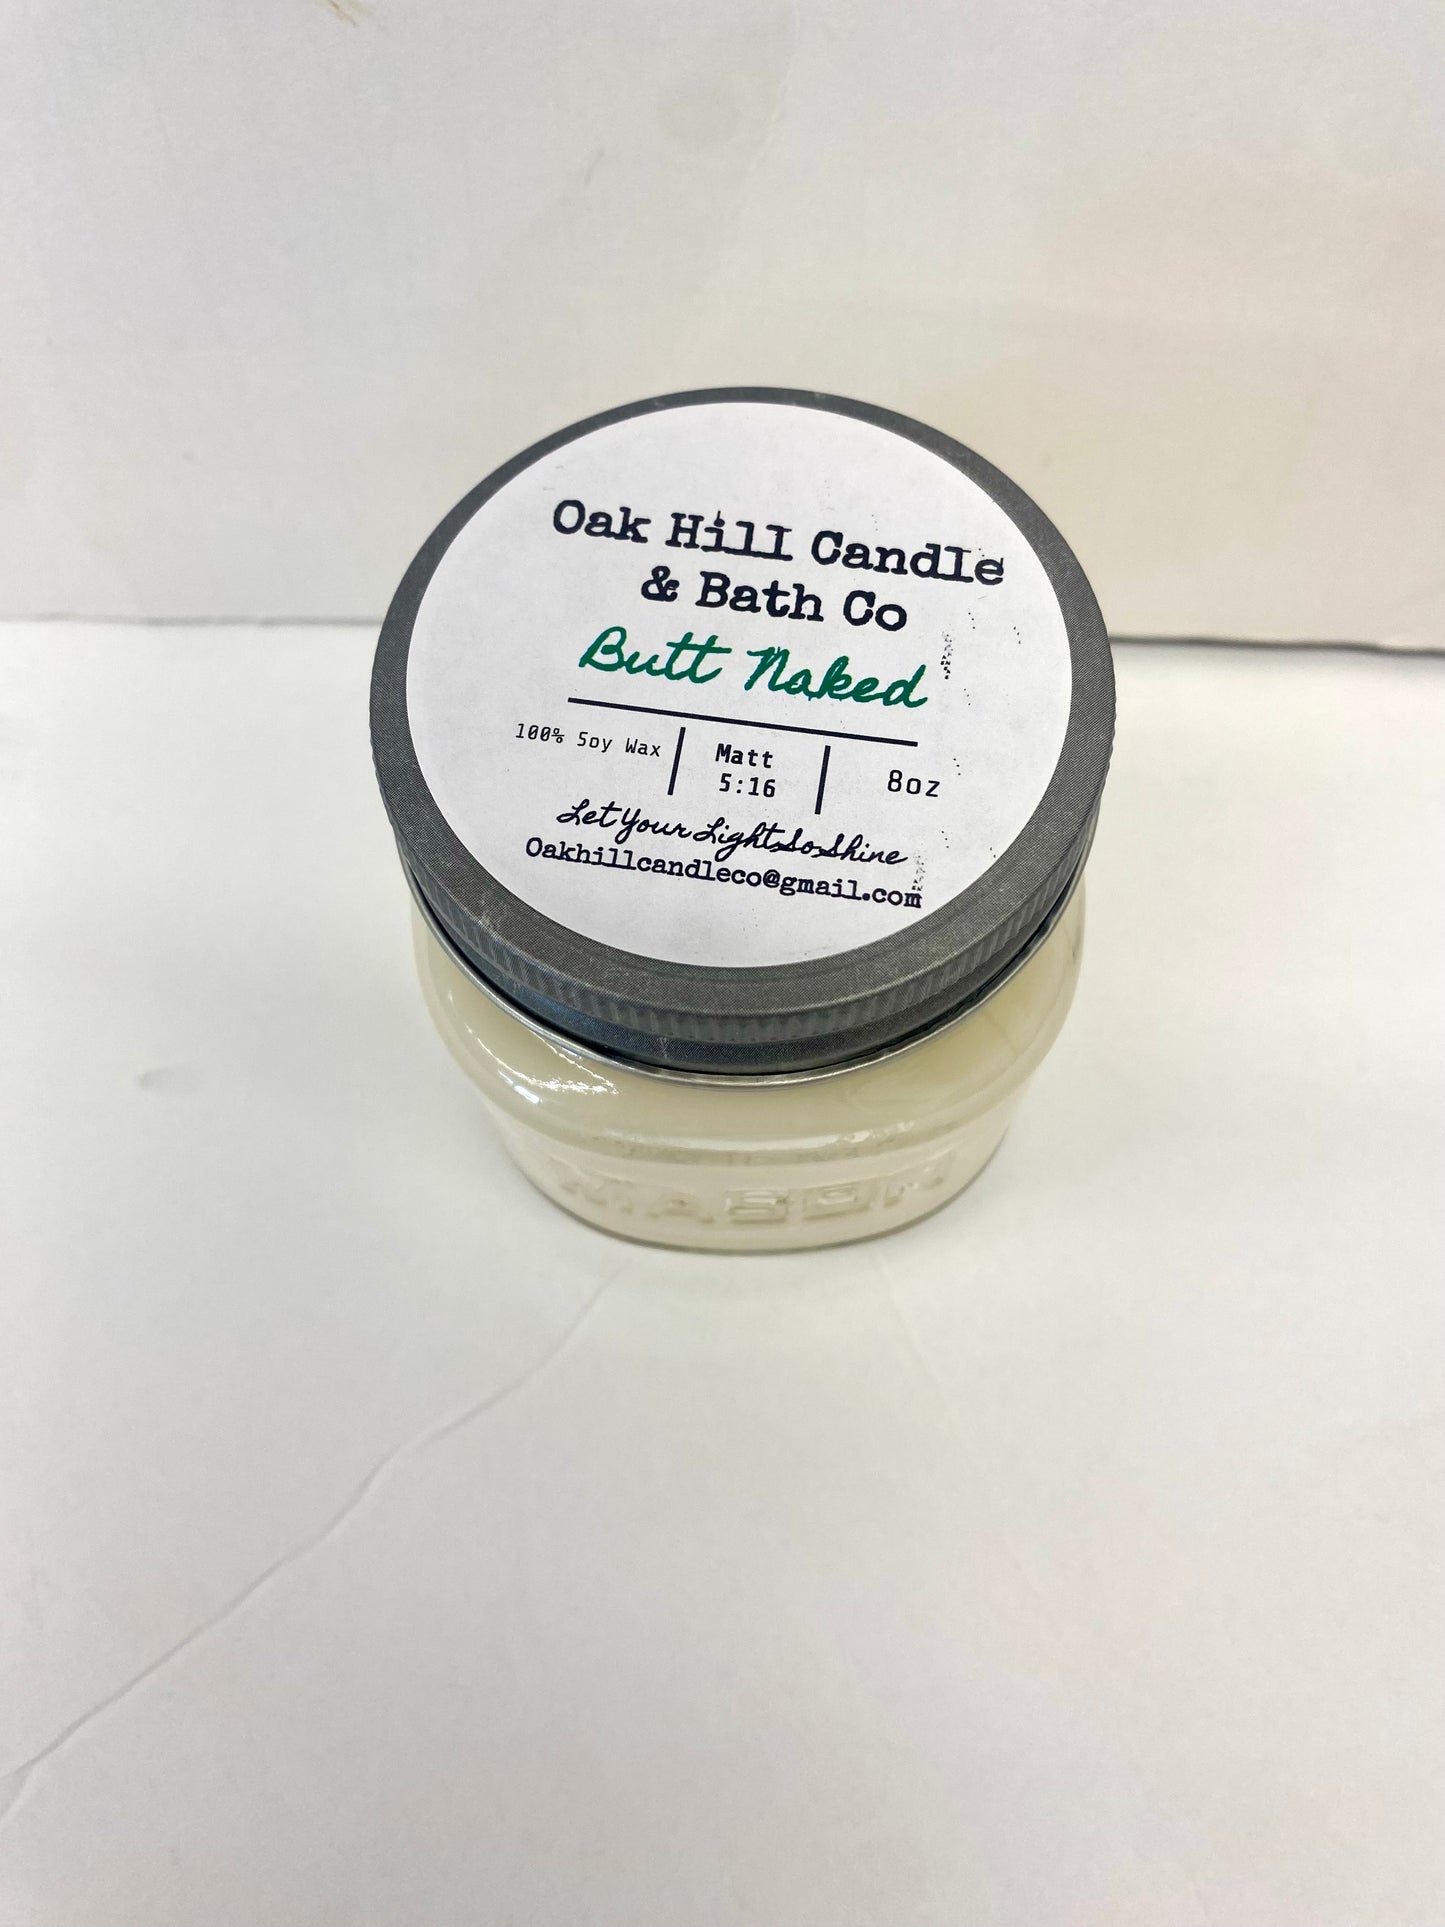 Oak Hill Candle
& Bath Co
Butt Naked
100% Soy Wax
Matt
5:16
8oz
Let Your Light So Shine
Oakhillcandleco@gmail.com
MASON